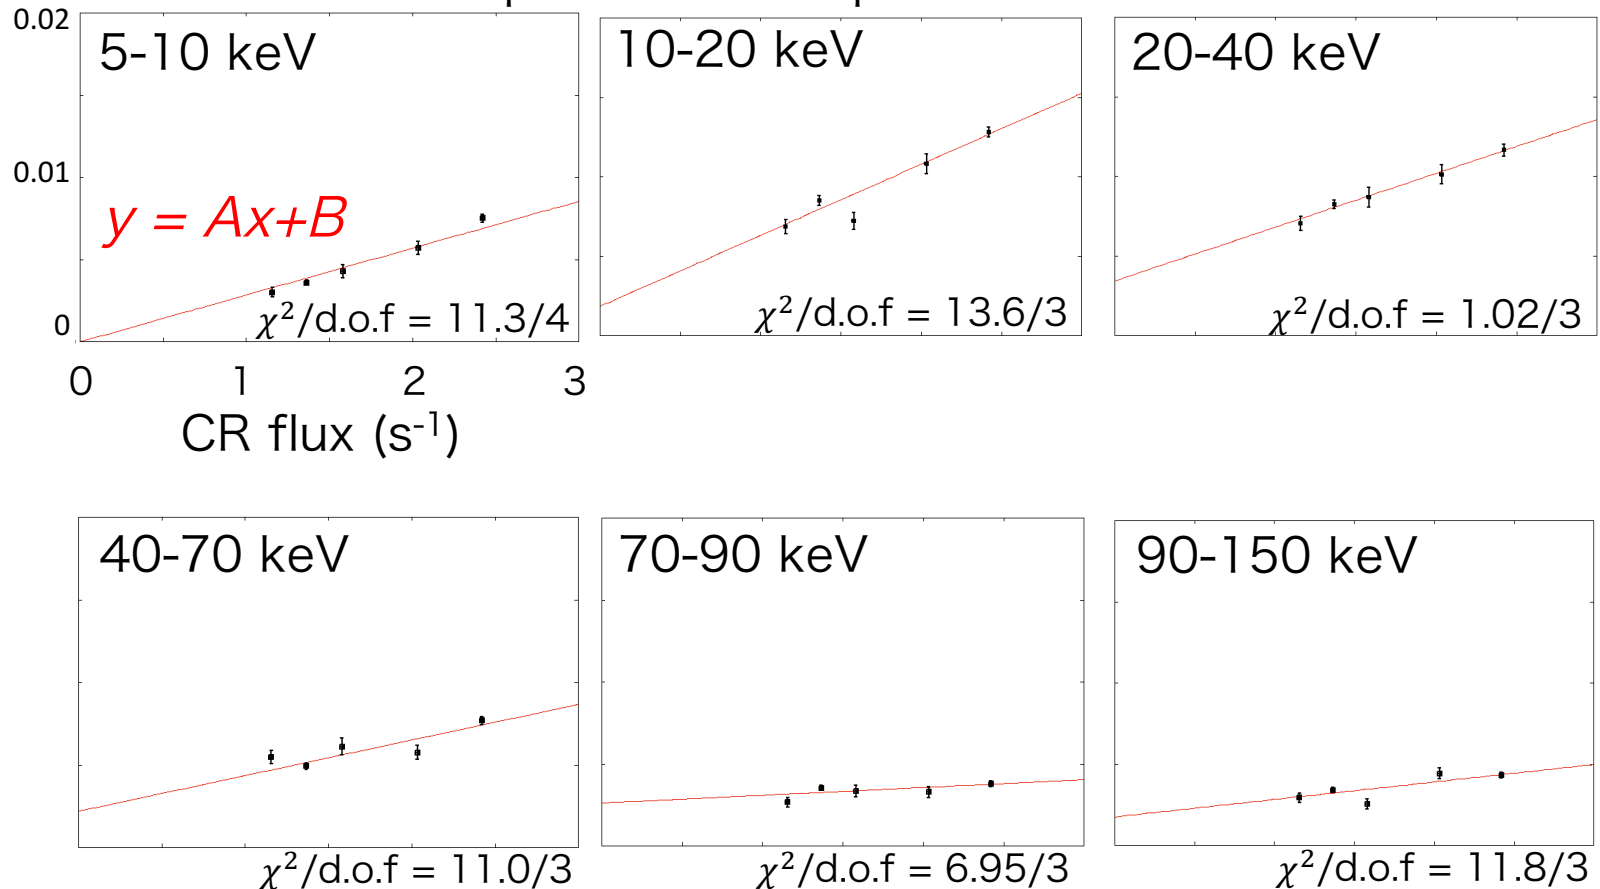 0.02
5-10 keV
10-20 keV
20-40 keV
0.01
y = Ax+B
0
χ²/d.o.f = 11.3/4
χ²/d.o.f = 13.6/3
χ²/d.o.f = 1.02/3
0 1 2 3
CR flux (s⁻¹)
40-70 keV
70-90 keV
90-150 keV
χ²/d.o.f = 11.0/3
χ²/d.o.f = 6.95/3
χ²/d.o.f = 11.8/3